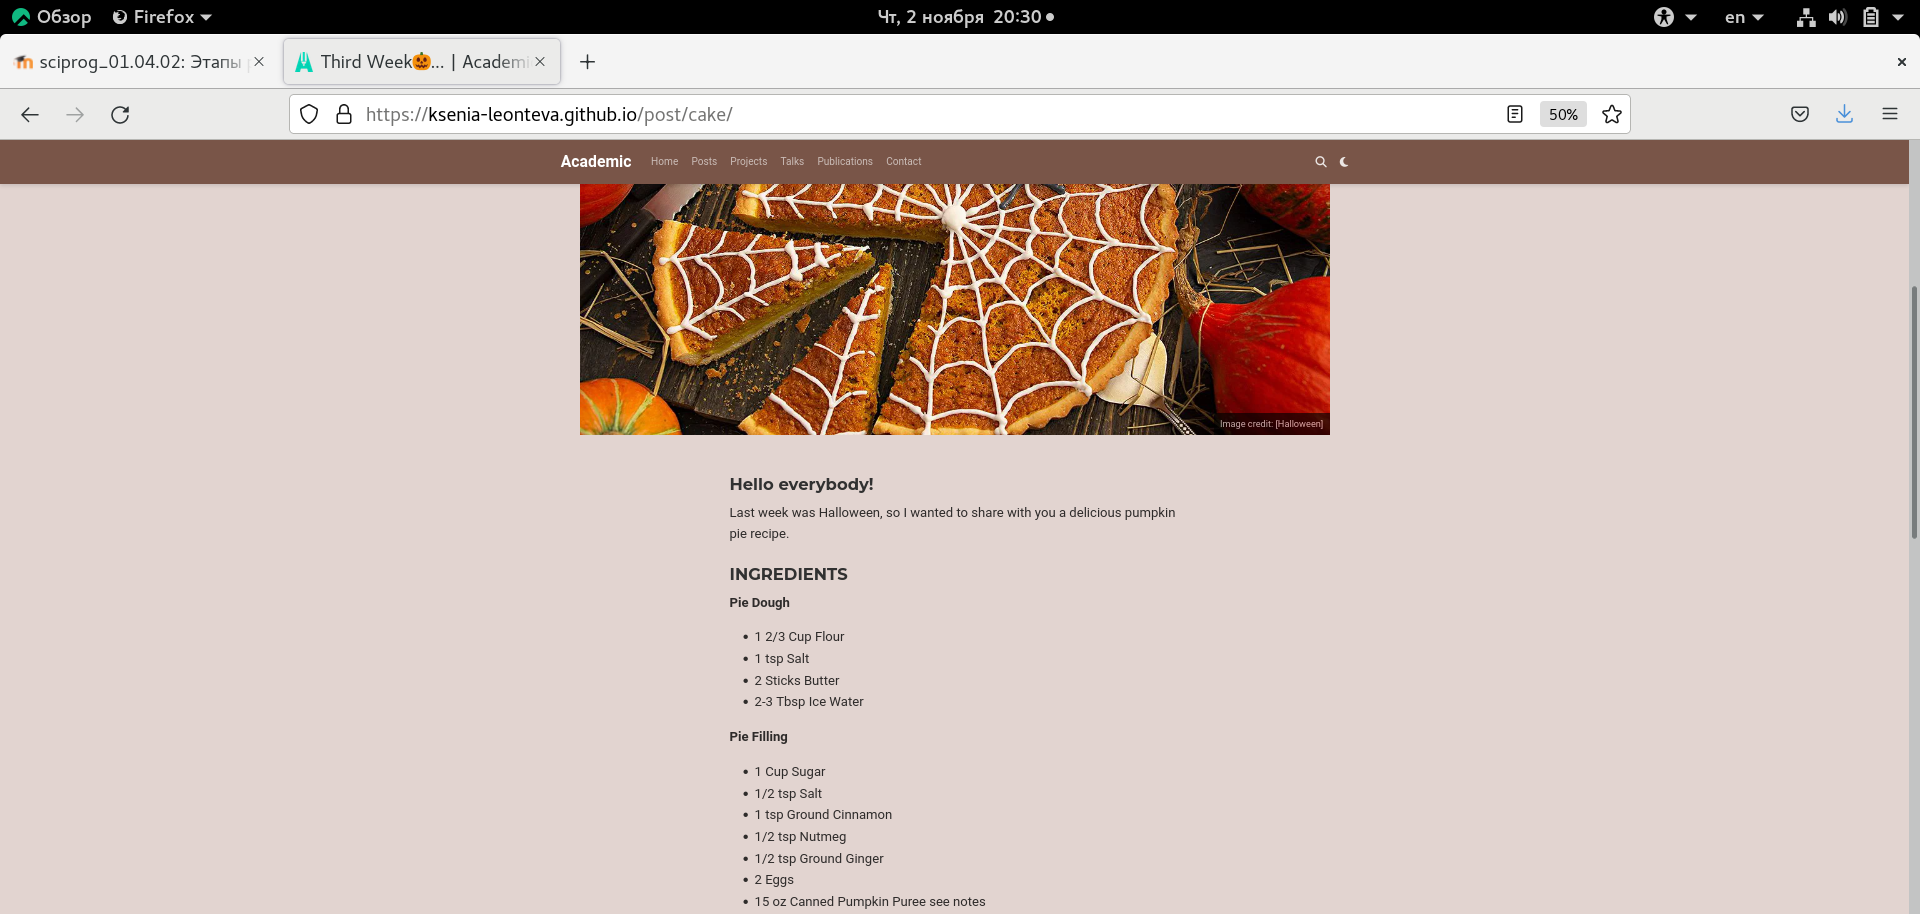 Обзор Firefox Чт, 2 ноября 20:30 en
sciprog_01.04.02: Этапы Third Week🎃... | Academi
https://ksenia-leonteva.github.io/post/cake/ 50%
Academic Home Posts Projects Talks Publications Contact
Image credit: [Halloween]
Hello everybody!
Last week was Halloween, so I wanted to share with you a delicious pumpkin
pie recipe.
INGREDIENTS
Pie Dough
• 1 2/3 Cup Flour
• 1 tsp Salt
• 2 Sticks Butter
• 2-3 Tbsp Ice Water
Pie Filling
• 1 Cup Sugar
• 1/2 tsp Salt
• 1 tsp Ground Cinnamon
• 1/2 tsp Nutmeg
• 1/2 tsp Ground Ginger
• 2 Eggs
• 15 oz Canned Pumpkin Puree see notes